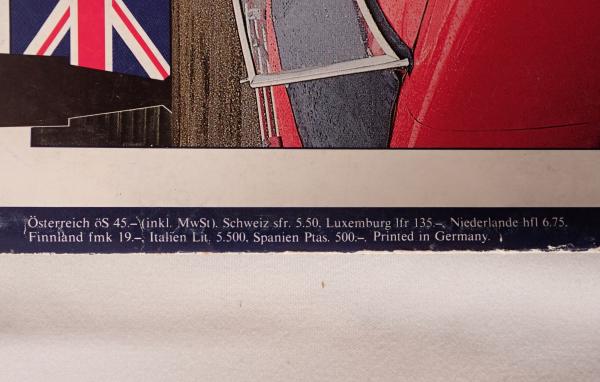 Österreich öS 45.– (inkl. MwSt). Schweiz sfr. 5.50, Luxemburg lfr 135.–, Niederlande hfl 6.75,
Finnland fmk 19.–, Italien Lit. 5.500, Spanien Ptas. 500.–. Printed in Germany.